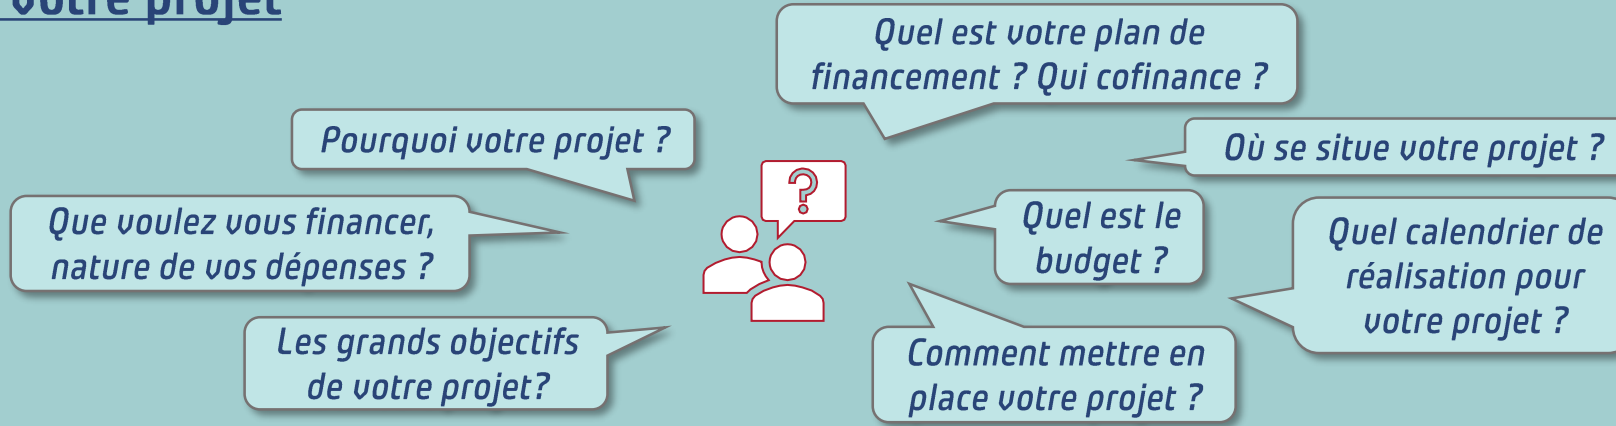 votre projet
Quel est votre plan de
financement ? Qui cofinance ?
Pourquoi votre projet ?
Où se situe votre projet ?
Que voulez vous financer,
nature de vos dépenses ?
Quel est le
budget ?
Quel calendrier de
réalisation pour
votre projet ?
Les grands objectifs
de votre projet?
Comment mettre en
place votre projet ?
?